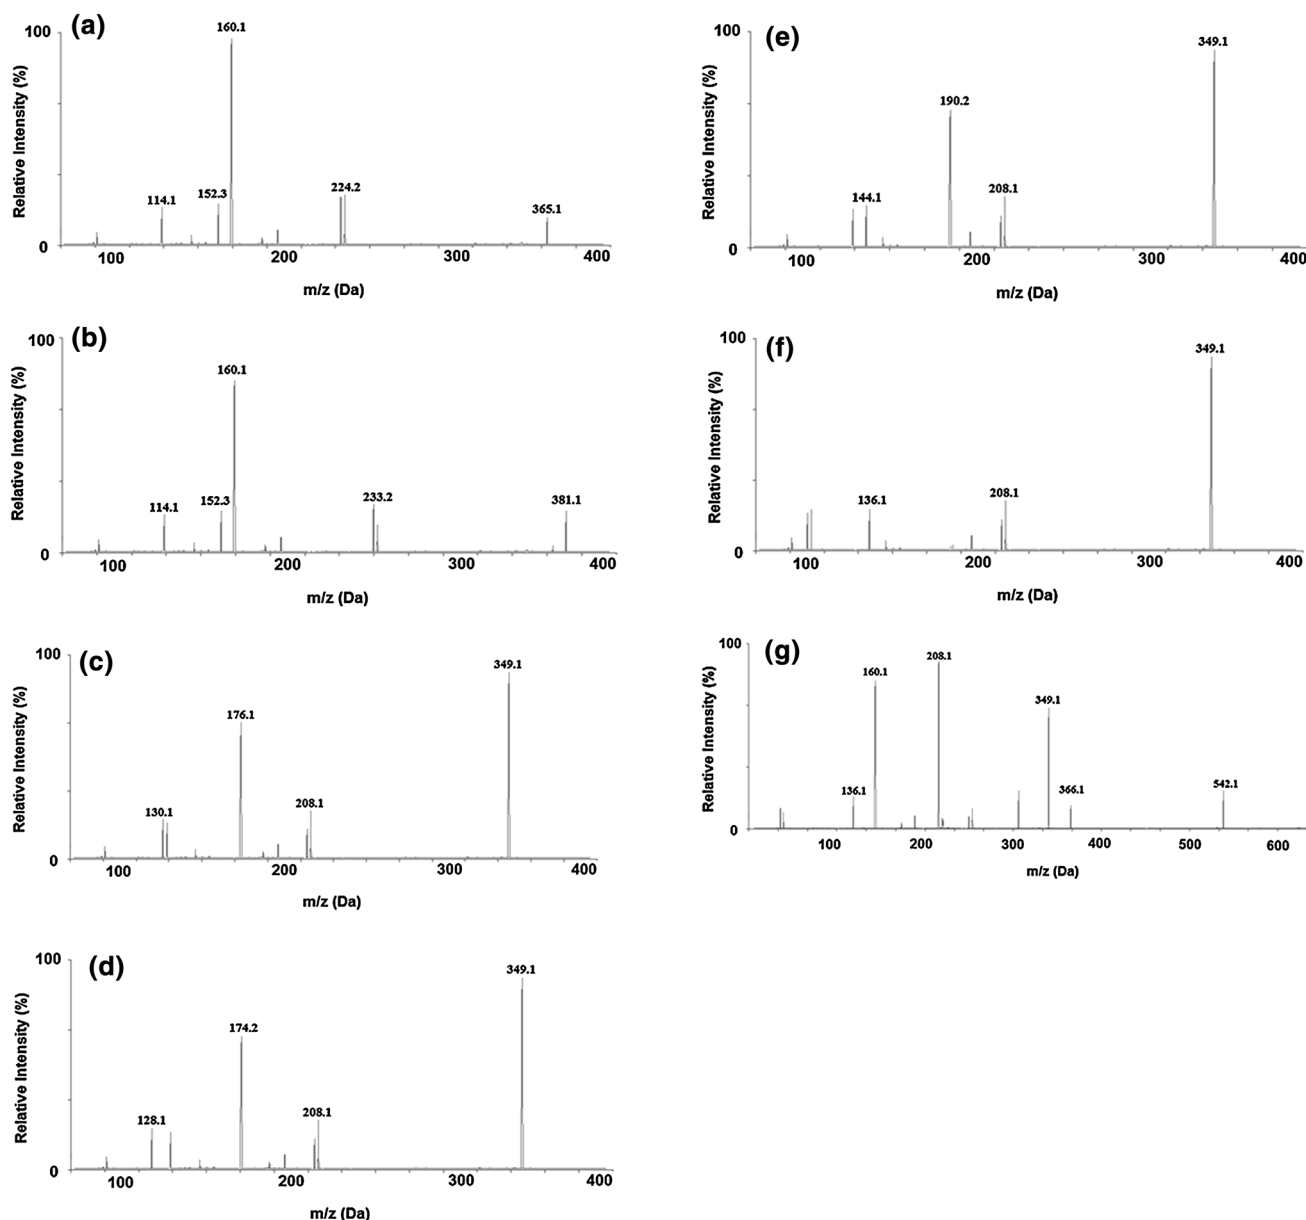 (a)
100
160.1
114.1
152.3
224.2
365.1
0
100 200 300 400
m/z (Da)
Relative Intensity (%)
(b)
100
160.1
114.1
152.3
233.2
381.1
0
100 200 300 400
m/z (Da)
Relative Intensity (%)
(c)
100
349.1
176.1
130.1
208.1
0
100 200 300 400
m/z (Da)
Relative Intensity (%)
(d)
100
349.1
174.2
128.1
208.1
0
100 200 300 400
m/z (Da)
Relative Intensity (%)
(e)
100
349.1
190.2
144.1
208.1
0
100 200 300 400
m/z (Da)
Relative Intensity (%)
(f)
100
349.1
136.1
208.1
0
100 200 300 400
m/z (Da)
Relative Intensity (%)
(g)
100
208.1
160.1
349.1
136.1
366.1
542.1
0
100 200 300 400 500 600
m/z (Da)
Relative Intensity (%)